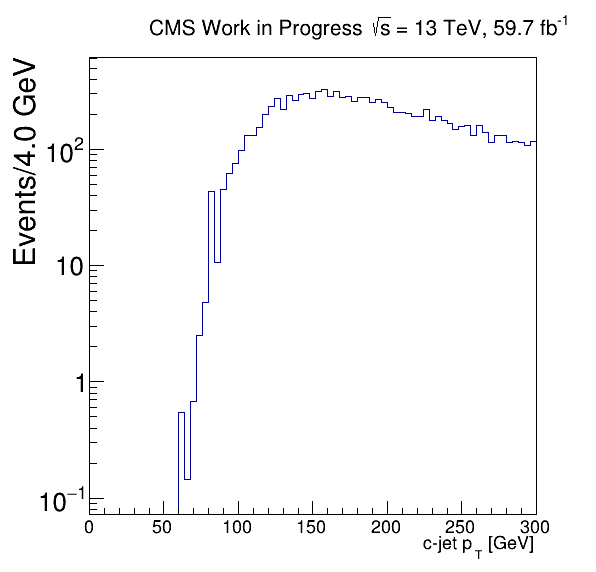 CMS Work in Progress √s = 13 TeV, 59.7 fb⁻¹
Events/4.0 GeV
10²
10
1
10⁻¹
0 50 100 150 200 250 300
c-jet p_T [GeV]